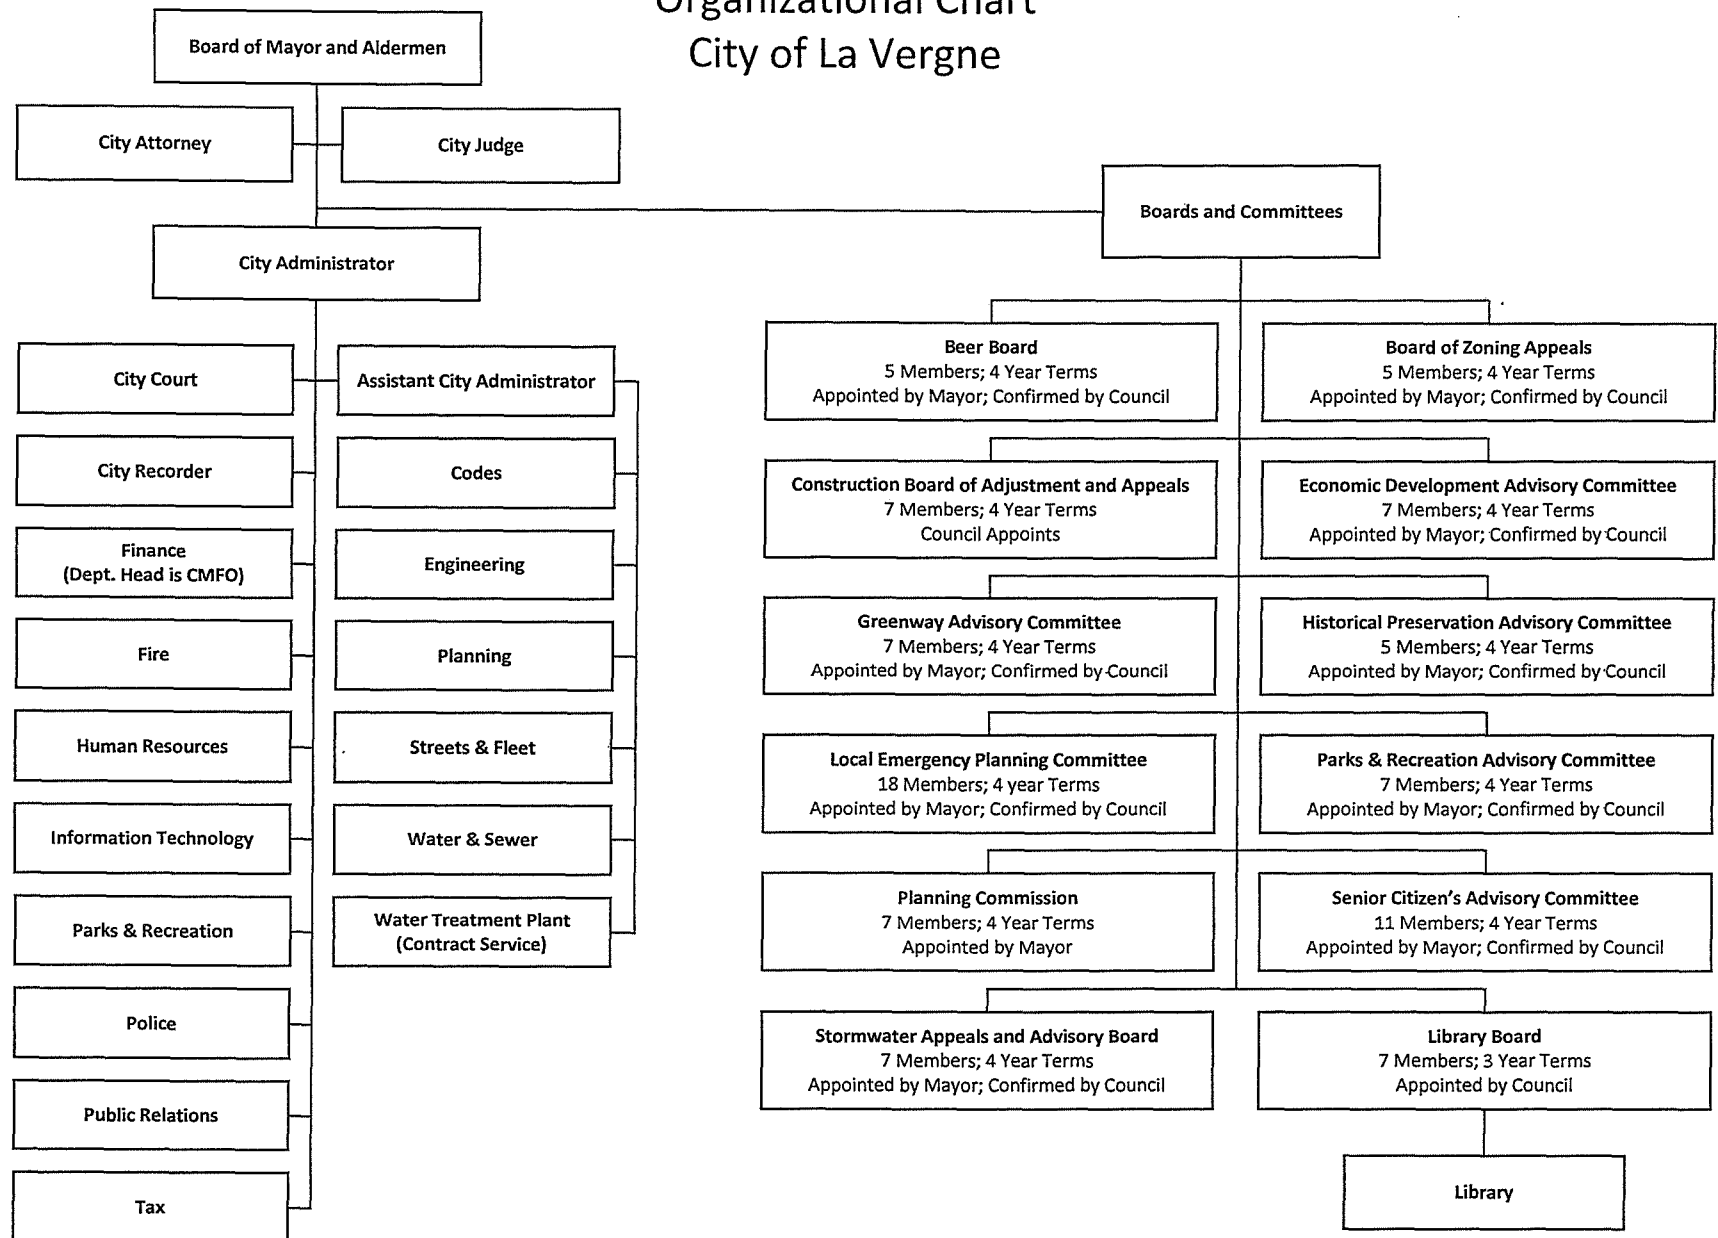 Organizational Chart
City of La Vergne
Board of Mayor and Aldermen
City Attorney
City Judge
Boards and Committees
City Administrator
City Court
Assistant City Administrator
City Recorder
Codes
Finance
(Dept. Head is CMFO)
Engineering
Fire
Planning
Human Resources
Streets & Fleet
Information Technology
Water & Sewer
Parks & Recreation
Water Treatment Plant
(Contract Service)
Police
Public Relations
Tax
Beer Board
5 Members; 4 Year Terms
Appointed by Mayor; Confirmed by Council
Board of Zoning Appeals
5 Members; 4 Year Terms
Appointed by Mayor; Confirmed by Council
Construction Board of Adjustment and Appeals
7 Members; 4 Year Terms
Council Appoints
Economic Development Advisory Committee
7 Members; 4 Year Terms
Appointed by Mayor; Confirmed by Council
Greenway Advisory Committee
7 Members; 4 Year Terms
Appointed by Mayor; Confirmed by Council
Historical Preservation Advisory Committee
5 Members; 4 Year Terms
Appointed by Mayor; Confirmed by Council
Local Emergency Planning Committee
18 Members; 4 year Terms
Appointed by Mayor; Confirmed by Council
Parks & Recreation Advisory Committee
7 Members; 4 Year Terms
Appointed by Mayor; Confirmed by Council
Planning Commission
7 Members; 4 Year Terms
Appointed by Mayor
Senior Citizen's Advisory Committee
11 Members; 4 Year Terms
Appointed by Mayor; Confirmed by Council
Stormwater Appeals and Advisory Board
7 Members; 4 Year Terms
Appointed by Mayor; Confirmed by Council
Library Board
7 Members; 3 Year Terms
Appointed by Council
Library